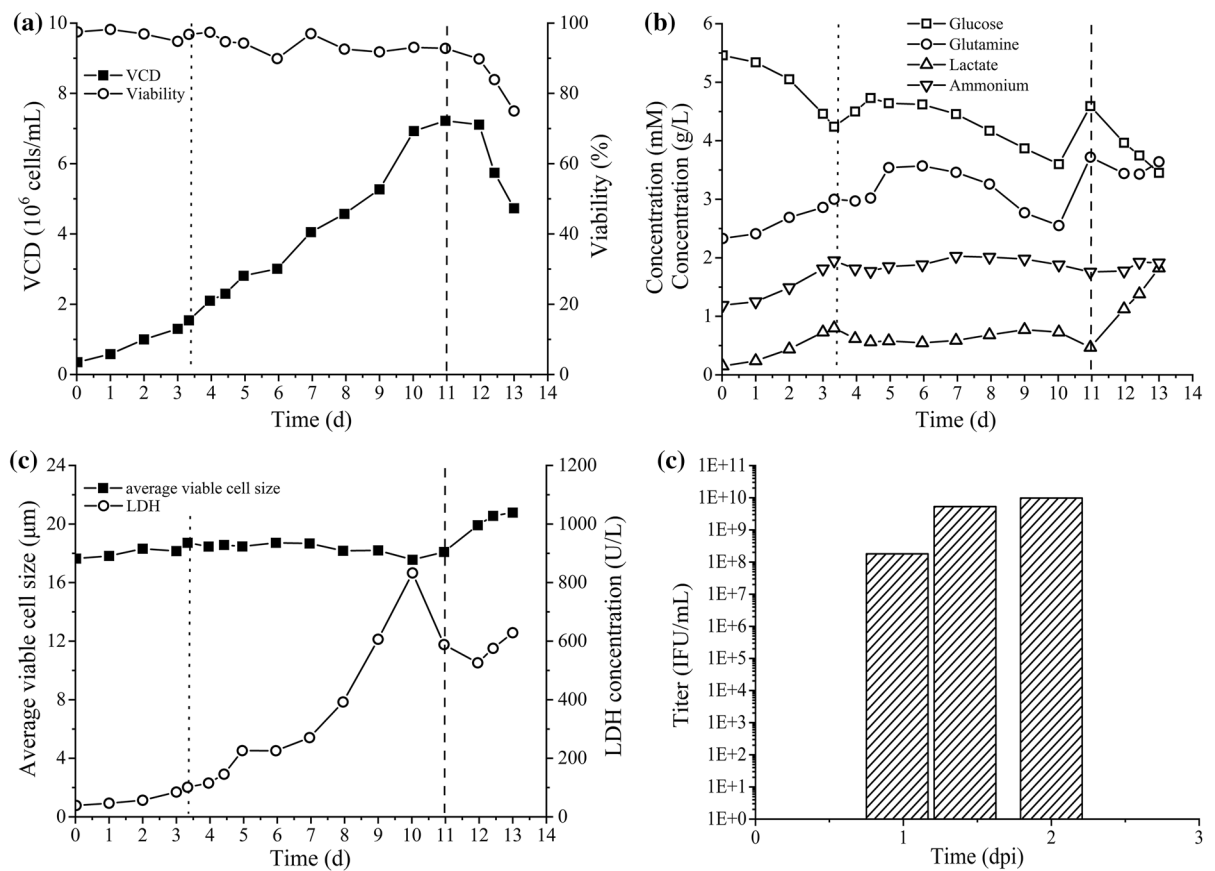 (a)
VCD
Viability
VCD (10⁶ cells/mL)
10
8
6
4
2
0
100
80
60
40
20
0
Viability (%)
0 1 2 3 4 5 6 7 8 9 10 11 12 13 14
Time (d)
(b)
Glucose
Glutamine
Lactate
Ammonium
Concentration (mM)
Concentration (g/L)
6
5
4
3
2
1
0
0 1 2 3 4 5 6 7 8 9 10 11 12 13 14
Time (d)
(c)
average viable cell size
LDH
Average viable cell size (μm)
24
20
16
12
8
4
0
1200
1000
800
600
400
200
0
LDH concentration (U/L)
0 1 2 3 4 5 6 7 8 9 10 11 12 13 14
Time (d)
(c)
Titer (IFU/mL)
1E+11
1E+10
1E+9
1E+8
1E+7
1E+6
1E+5
1E+4
1E+3
1E+2
1E+1
1E+0
0 1 2 3
Time (dpi)